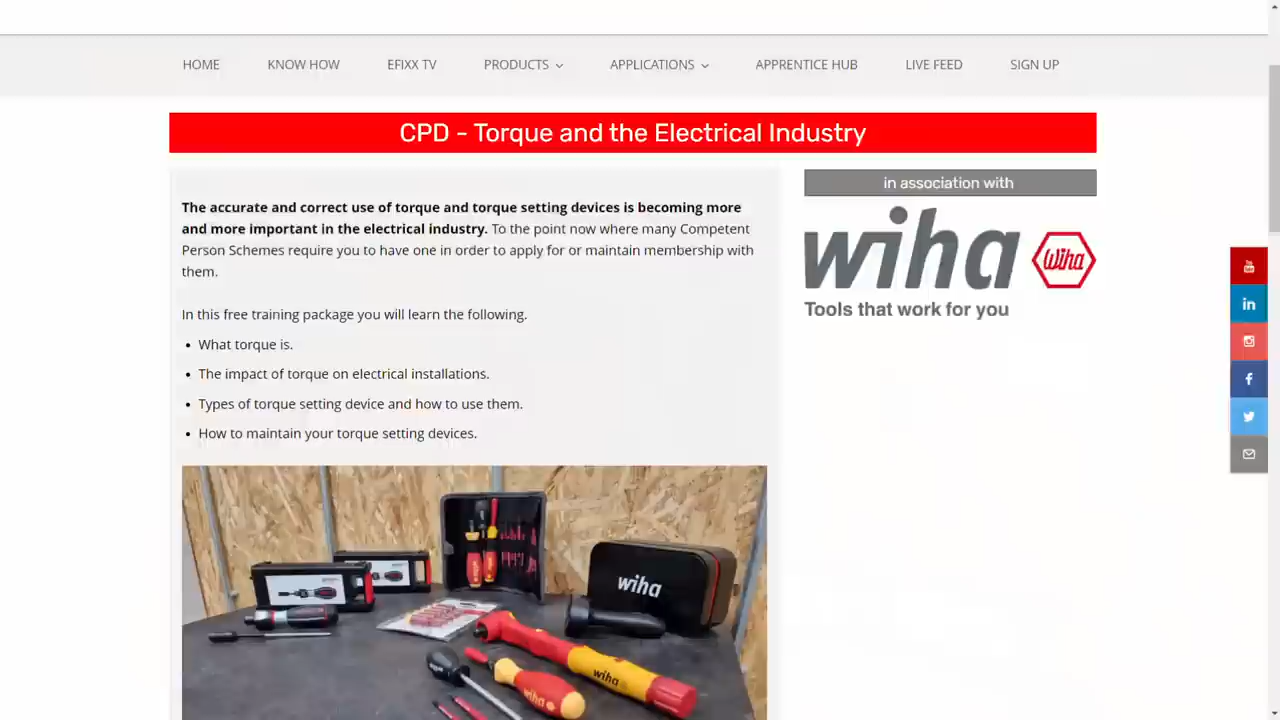 HOME KNOW HOW EFIXX TV PRODUCTS APPLICATIONS APPRENTICE HUB LIVE FEED SIGN UP
CPD - Torque and the Electrical Industry
The accurate and correct use of torque and torque setting devices is becoming more
and more important in the electrical industry. To the point now where many Competent
Person Schemes require you to have one in order to apply for or maintain membership with
them.
In this free training package you will learn the following.
• What torque is.
• The impact of torque on electrical installations.
• Types of torque setting device and how to use them.
• How to maintain your torque setting devices.
in association with
wiha
Wiha
Tools that work for you
You
in
f
wiha
wiha
wiha